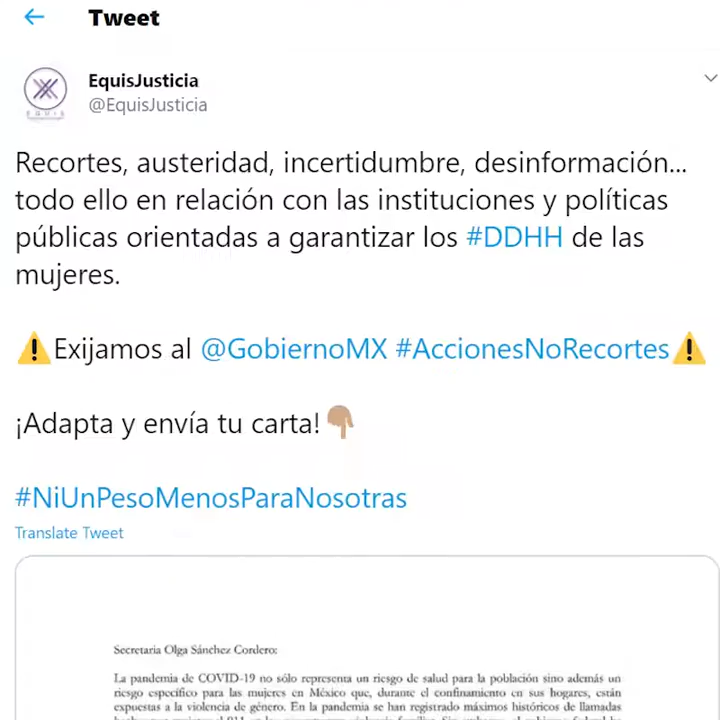 Tweet
EquisJusticia
@EquisJusticia
EQUIS
Recortes, austeridad, incertidumbre, desinformación...
todo ello en relación con las instituciones y políticas
públicas orientadas a garantizar los #DDHH de las
mujeres.
⚠️Exijamos al @GobiernoMX #AccionesNoRecortes⚠️
¡Adapta y envía tu carta!👇🏽
#NiUnPesoMenosParaNosotras
Translate Tweet
Secretaria Olga Sánchez Cordero:
La pandemia de COVID-19 no sólo representa un riesgo de salud para la población sino además un
riesgo específico para las mujeres en México que, durante el confinamiento en sus hogares, están
expuestas a la violencia de género. En la pandemia se han registrado máximos históricos de llamadas